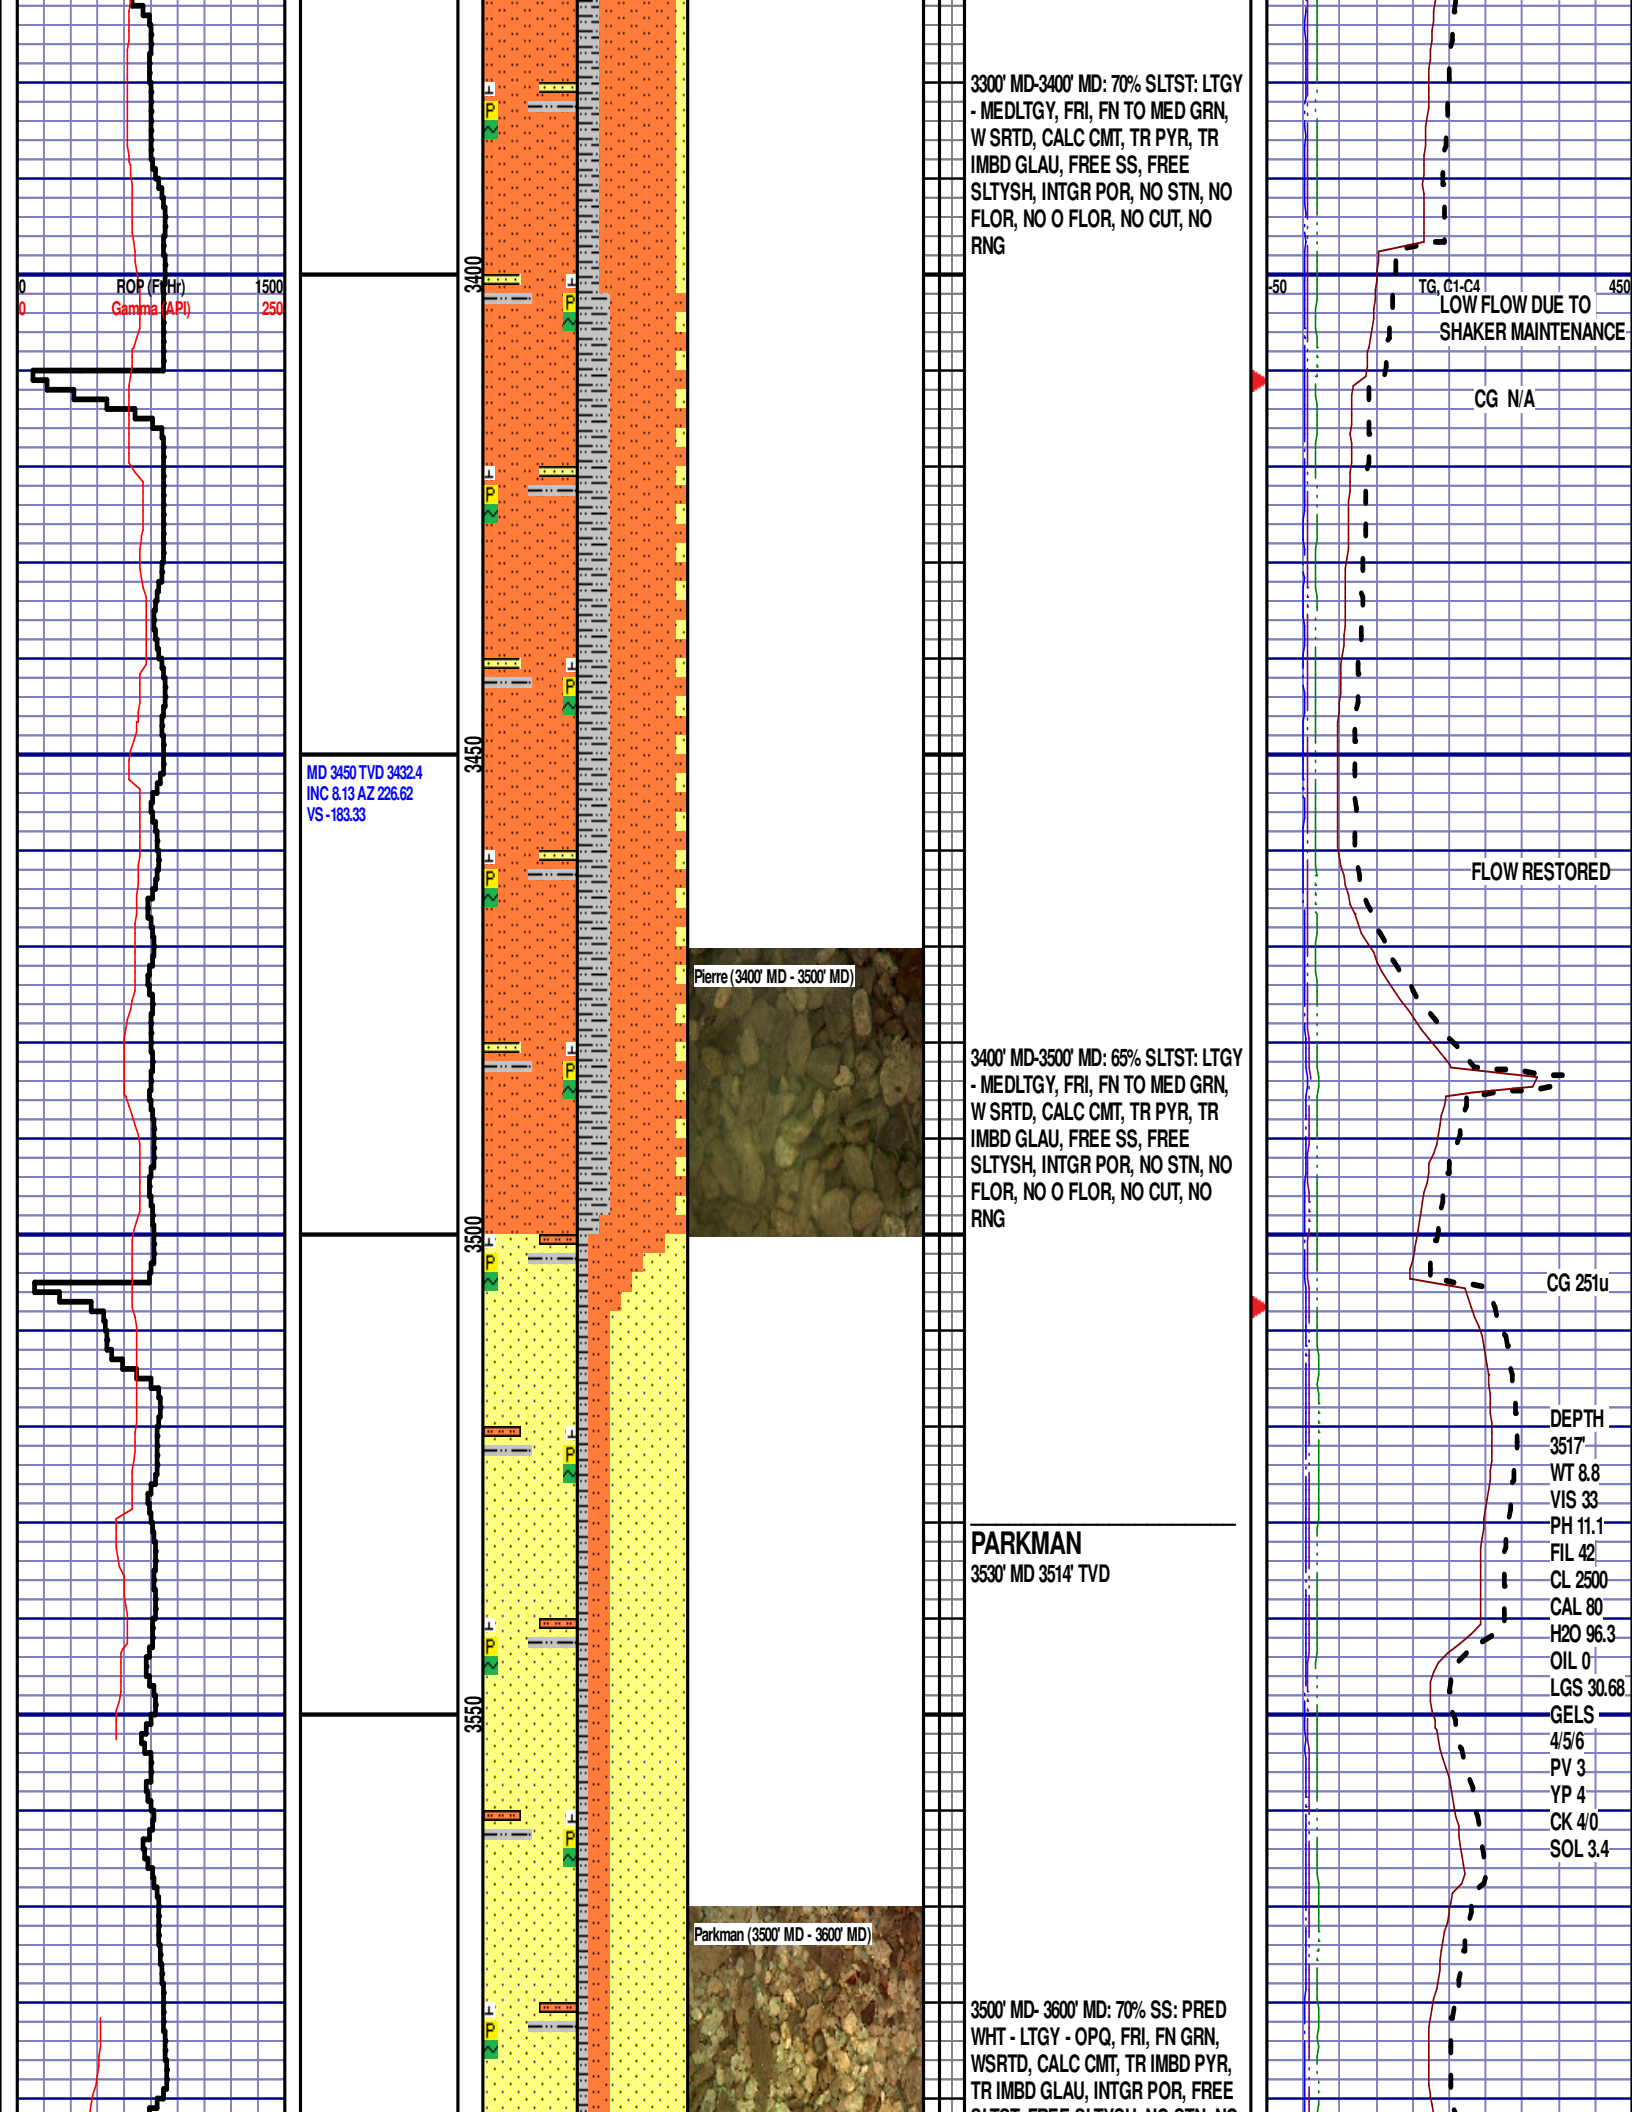 3300' MD-3400' MD: 70% SLTST: LTGY
- MEDLTGY, FRI, FN TO MED GRN,
W SRTD, CALC CMT, TR PYR, TR
IMBD GLAU, FREE SS, FREE
SLTYSH, INTGR POR, NO STN, NO
FLOR, NO O FLOR, NO CUT, NO
RNG
3400
0 ROP (Ft/Hr) 1500
0 Gamma (API) 250
-50 TG, C1-C4 450
LOW FLOW DUE TO
SHAKER MAINTENANCE
CG N/A
3450
MD 3450 TVD 3432.4
INC 8.13 AZ 226.62
VS -183.33
FLOW RESTORED
Pierre (3400' MD - 3500' MD)
3400' MD-3500' MD: 65% SLTST: LTGY
- MEDLTGY, FRI, FN TO MED GRN,
W SRTD, CALC CMT, TR PYR, TR
IMBD GLAU, FREE SS, FREE
SLTYSH, INTGR POR, NO STN, NO
FLOR, NO O FLOR, NO CUT, NO
RNG
3500
CG 251u
DEPTH
3517'
WT 8.8
VIS 33
PH 11.1
FIL 42
CL 2500
CAL 80
H2O 96.3
OIL 0
LGS 30.68
GELS
4/5/6
PV 3
YP 4
CK 4/0
SOL 3.4
PARKMAN
3530' MD 3514' TVD
3550
Parkman (3500' MD - 3600' MD)
3500' MD- 3600' MD: 70% SS: PRED
WHT - LTGY - OPQ, FRI, FN GRN,
WSRTD, CALC CMT, TR IMBD PYR,
TR IMBD GLAU, INTGR POR, FREE
SLTST, FREE SLTYSH, NO STN, NO
P
P
P
P
P
P
P
P
P
P
P